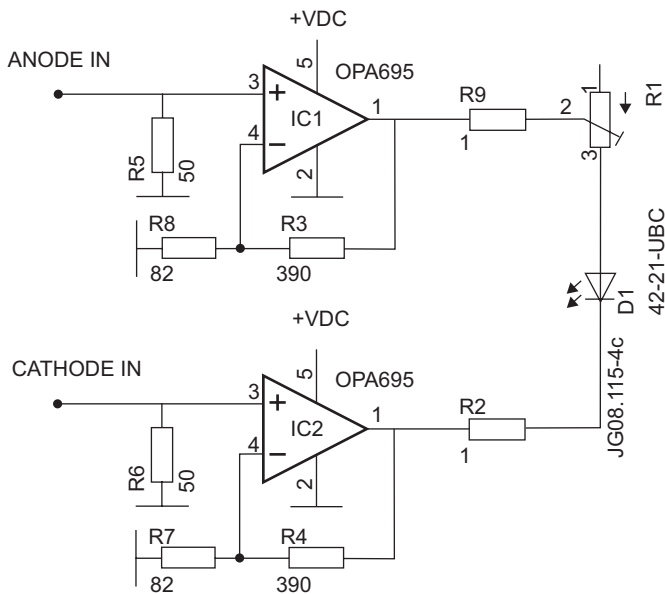 +VDC
ANODE IN
OPA695
5
3
+
IC1
1
4
−
2
R5
50
R9
1
2
1
3
R1
R8
82
R3
390
D1
42-21-UBC
+VDC
CATHODE IN
OPA695
5
3
+
IC2
1
4
−
2
R6
50
R2
1
JG08.115-4c
R7
82
R4
390